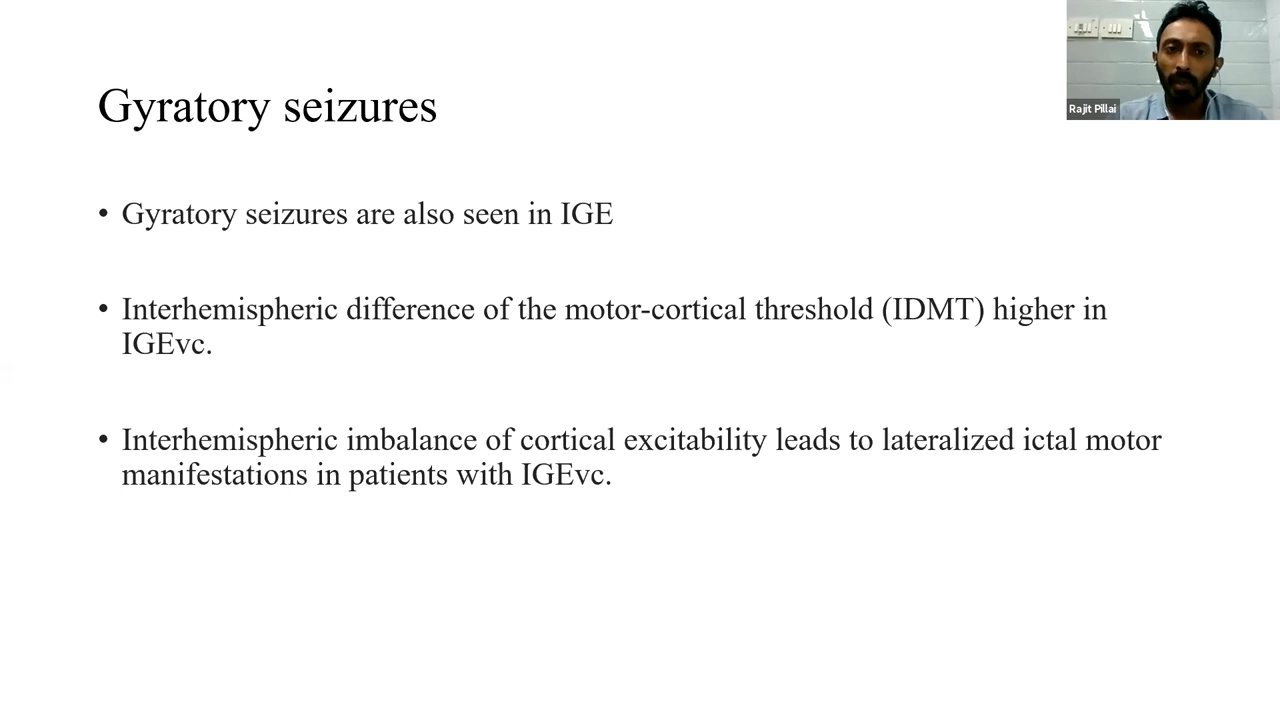 Rajit Pillai
Gyratory seizures
• Gyratory seizures are also seen in IGE
• Interhemispheric difference of the motor-cortical threshold (IDMT) higher in
IGEvc.
• Interhemispheric imbalance of cortical excitability leads to lateralized ictal motor
manifestations in patients with IGEvc.